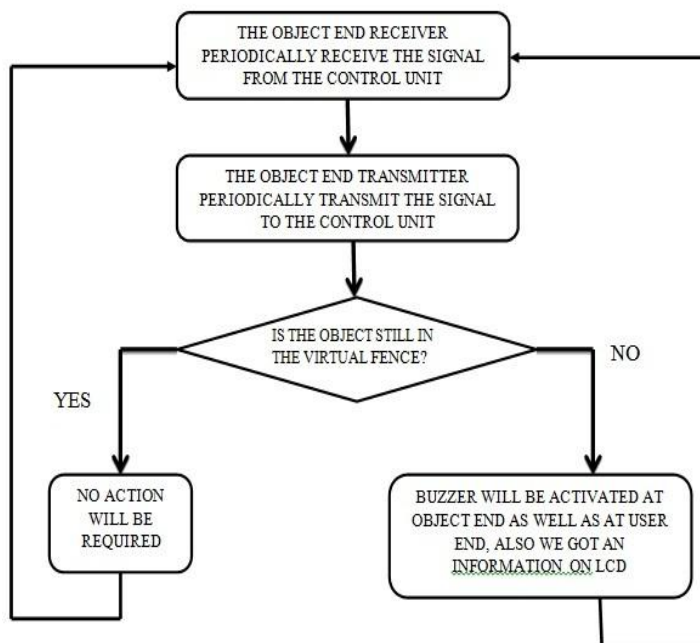 THE OBJECT END RECEIVER
PERIODICALLY RECEIVE THE SIGNAL
FROM THE CONTROL UNIT
THE OBJECT END TRANSMITTER
PERIODICALLY TRANSMIT THE SIGNAL
TO THE CONTROL UNIT
IS THE OBJECT STILL IN
THE VIRTUAL FENCE?
YES
NO
NO ACTION
WILL BE
REQUIRED
BUZZER WILL BE ACTIVATED AT
OBJECT END AS WELL AS AT USER
END, ALSO WE GOT AN
INFORMATION ON LCD